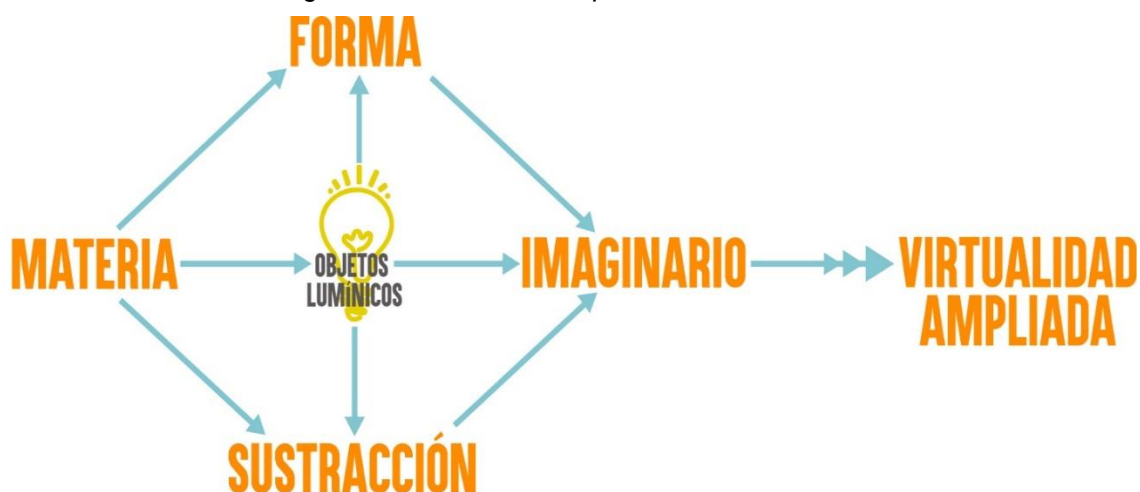 FORMA
MATERIA
OBJETOS
LUMíNICOS
IMAGINARIO
VIRTUALIDAD
AMPLIADA
SUSTRACCIÓN